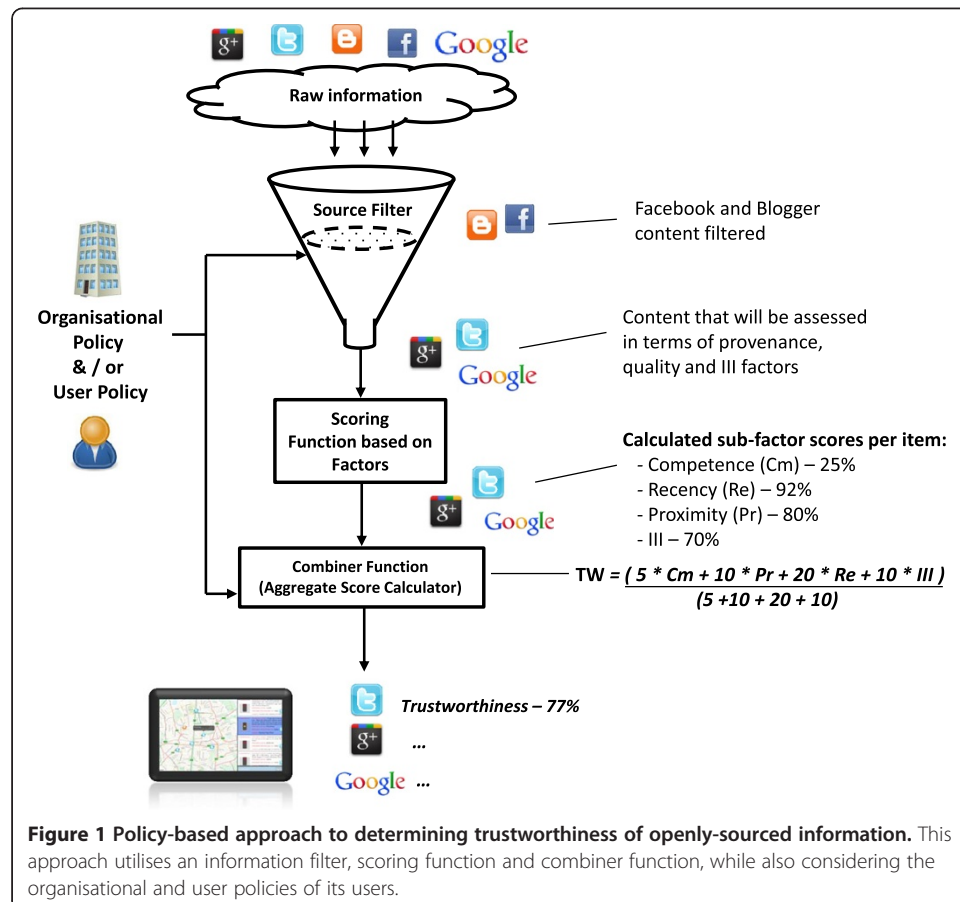 g+ Google
Raw information
Source Filter
Facebook and Blogger
content filtered
Organisational
Policy
& / or
User Policy
Content that will be assessed
in terms of provenance,
quality and III factors
g+
Google
Scoring
Function based on
Factors
Calculated sub-factor scores per item:
- Competence (Cm) – 25%
- Recency (Re) – 92%
- Proximity (Pr) – 80%
- III – 70%
g+
Google
Combiner Function
(Aggregate Score Calculator)
TW = ( 5 * Cm + 10 * Pr + 20 * Re + 10 * III )
(5 +10 + 20 + 10)
Trustworthiness – 77%
g+ ...
Google ...
Figure 1 Policy-based approach to determining trustworthiness of openly-sourced information. This
approach utilises an information filter, scoring function and combiner function, while also considering the
organisational and user policies of its users.